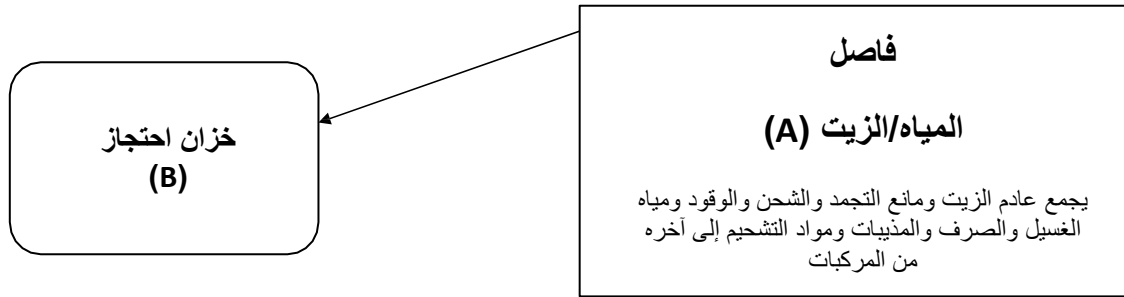 فاصل
المياه/الزيت (A)
يجمع عادم الزيت ومانع التجمد والشحن والوقود ومياه
الغسيل والصرف والمذيبات ومواد التشحيم إلى آخره
من المركبات
خزان احتجاز
(B)